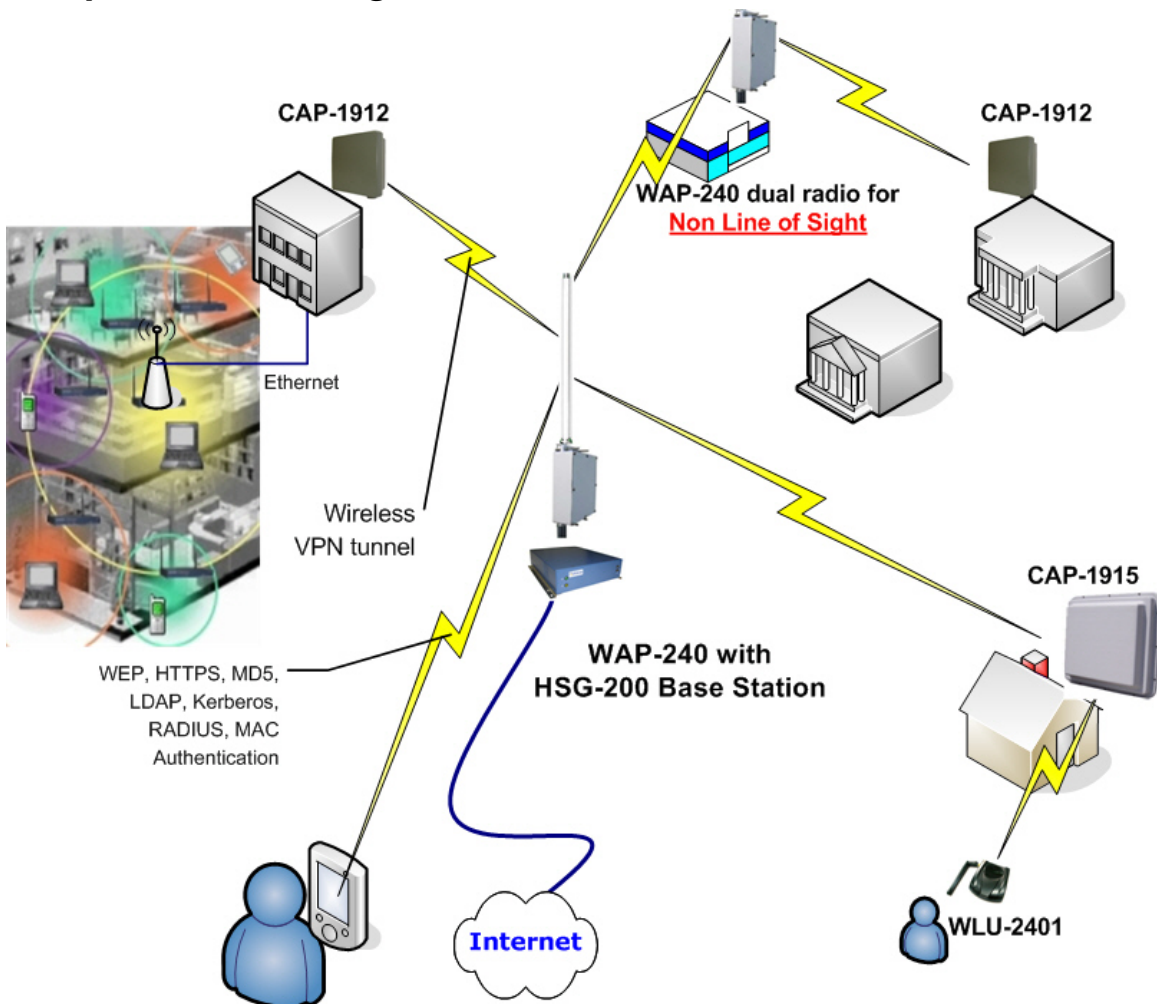 CAP-1912
CAP-1912
WAP-240 dual radio for
Non Line of Sight
Ethernet
Wireless
VPN tunnel
CAP-1915
WAP-240 with
HSG-200 Base Station
WEP, HTTPS, MD5,
LDAP, Kerberos,
RADIUS, MAC
Authentication
Internet
WLU-2401